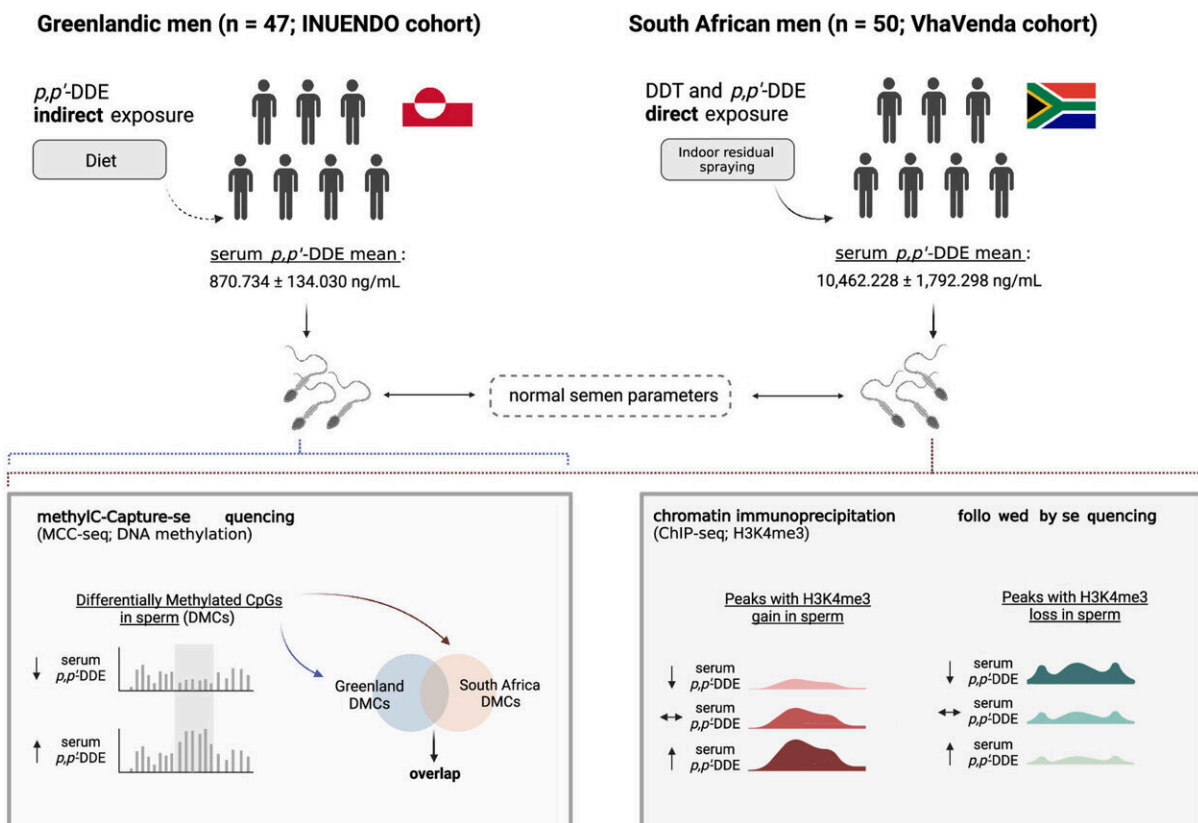 Greenlandic men (n = 47; INUENDO cohort)
p,p'-DDE
indirect exposure
Diet
serum p,p'-DDE mean :
870.734 ± 134.030 ng/mL
South African men (n = 50; VhaVenda cohort)
DDT and p,p'-DDE
direct exposure
Indoor residual
spraying
serum p,p'-DDE mean :
10,462.228 ± 1,792.298 ng/mL
normal semen parameters
methylC-Capture-se quencing
(MCC-seq; DNA methylation)
Differentially Methylated CpGs
in sperm (DMCs)
↓ serum
p,p'-DDE
↑ serum
p,p'-DDE
Greenland
DMCs
South Africa
DMCs
overlap
chromatin immunoprecipitation follo wed by se quencing
(ChIP-seq; H3K4me3)
Peaks with H3K4me3
gain in sperm
↓ serum
p,p'-DDE
↔ serum
p,p'-DDE
↑ serum
p,p'-DDE
Peaks with H3K4me3
loss in sperm
↓ serum
p,p'-DDE
↔ serum
p,p'-DDE
↑ serum
p,p'-DDE